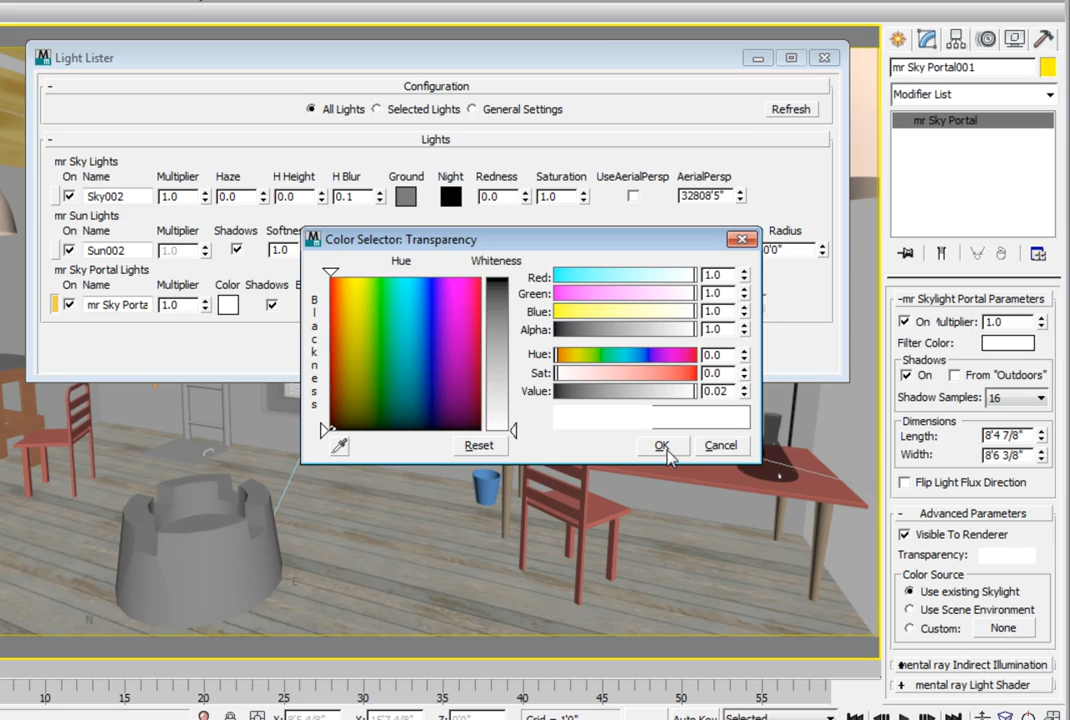 Light Lister
- Configuration
All Lights Selected Lights General Settings Refresh
- Lights
mr Sky Lights
On Name Multiplier Haze H Height H Blur Ground Night Redness Saturation UseAerialPersp AerialPersp
Sky002 1.0 0.0 0.0 0.1 0.0 1.0 32808'5"
mr Sun Lights
On Name Multiplier Shadows Softne Radius
Sun002 1.0 1.0 0'0"
mr Sky Portal Lights
On Name Multiplier Color Shadows E
mr Sky Porta 1.0
Color Selector: Transparency
Hue Whiteness
Blackness
Red: 1.0
Green: 1.0
Blue: 1.0
Alpha: 1.0
Hue: 0.0
Sat: 0.0
Value: 0.02
Reset OK Cancel
mr Sky Portal001
Modifier List
mr Sky Portal
- mr Skylight Portal Parameters
On Multiplier: 1.0
Filter Color:
Shadows
On From "Outdoors"
Shadow Samples: 16
Dimensions
Length: 8'4 7/8"
Width: 8'6 3/8"
Flip Light Flux Direction
- Advanced Parameters
Visible To Renderer
Transparency:
Color Source
Use existing Skylight
Use Scene Environment
Custom: None
mental ray Indirect Illumination
+ mental ray Light Shader
N E
10 15 20 25 30 35 40 45 50 55
X: Y: Z: 0'0" Grid = 1'0" Auto Key Selected